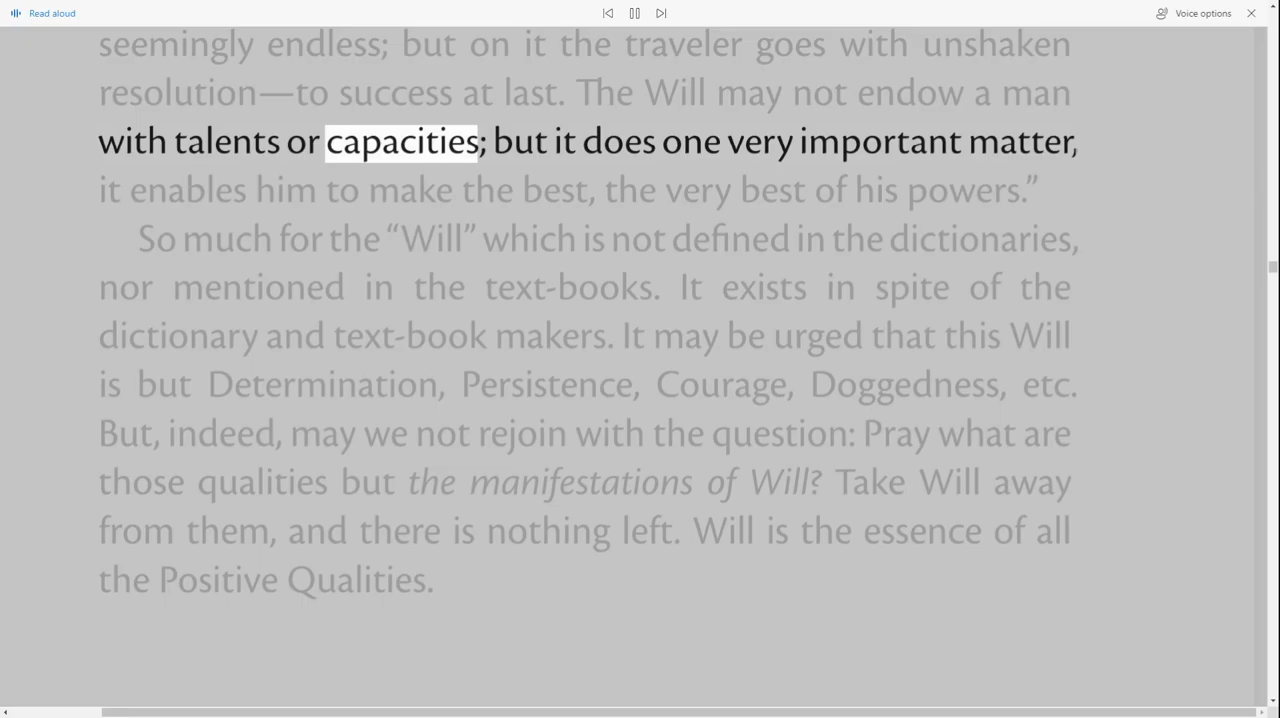 Read aloud
Voice options
seemingly endless; but on it the traveler goes with unshaken
resolution—to success at last. The Will may not endow a man
with talents or capacities; but it does one very important matter,
it enables him to make the best, the very best of his powers.”
So much for the “Will” which is not defined in the dictionaries,
nor mentioned in the text-books. It exists in spite of the
dictionary and text-book makers. It may be urged that this Will
is but Determination, Persistence, Courage, Doggedness, etc.
But, indeed, may we not rejoin with the question: Pray what are
those qualities but the manifestations of Will? Take Will away
from them, and there is nothing left. Will is the essence of all
the Positive Qualities.